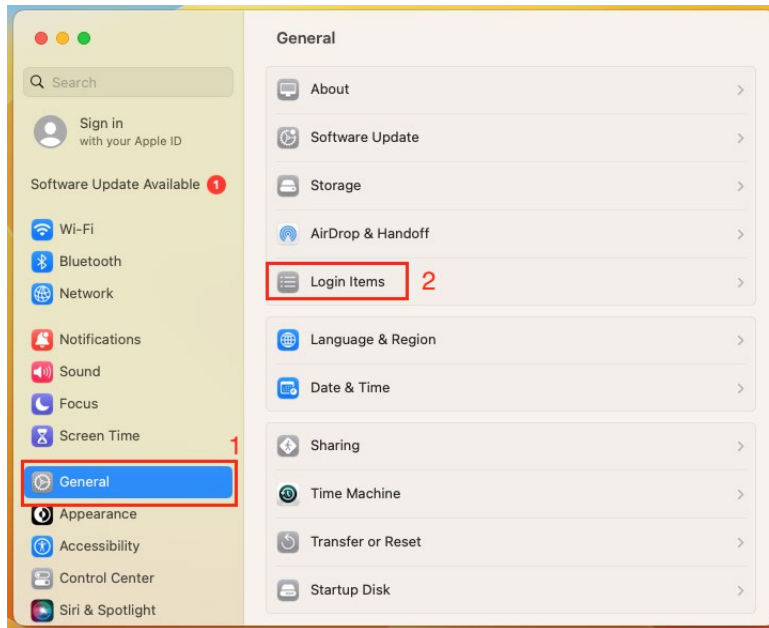 General
Search
Sign in
with your Apple ID
Software Update Available 1
Wi-Fi
Bluetooth
Network
Notifications
Sound
Focus
Screen Time
1
General
Appearance
Accessibility
Control Center
Siri & Spotlight
About
Software Update
Storage
AirDrop & Handoff
Login Items 2
Language & Region
Date & Time
Sharing
Time Machine
Transfer or Reset
Startup Disk